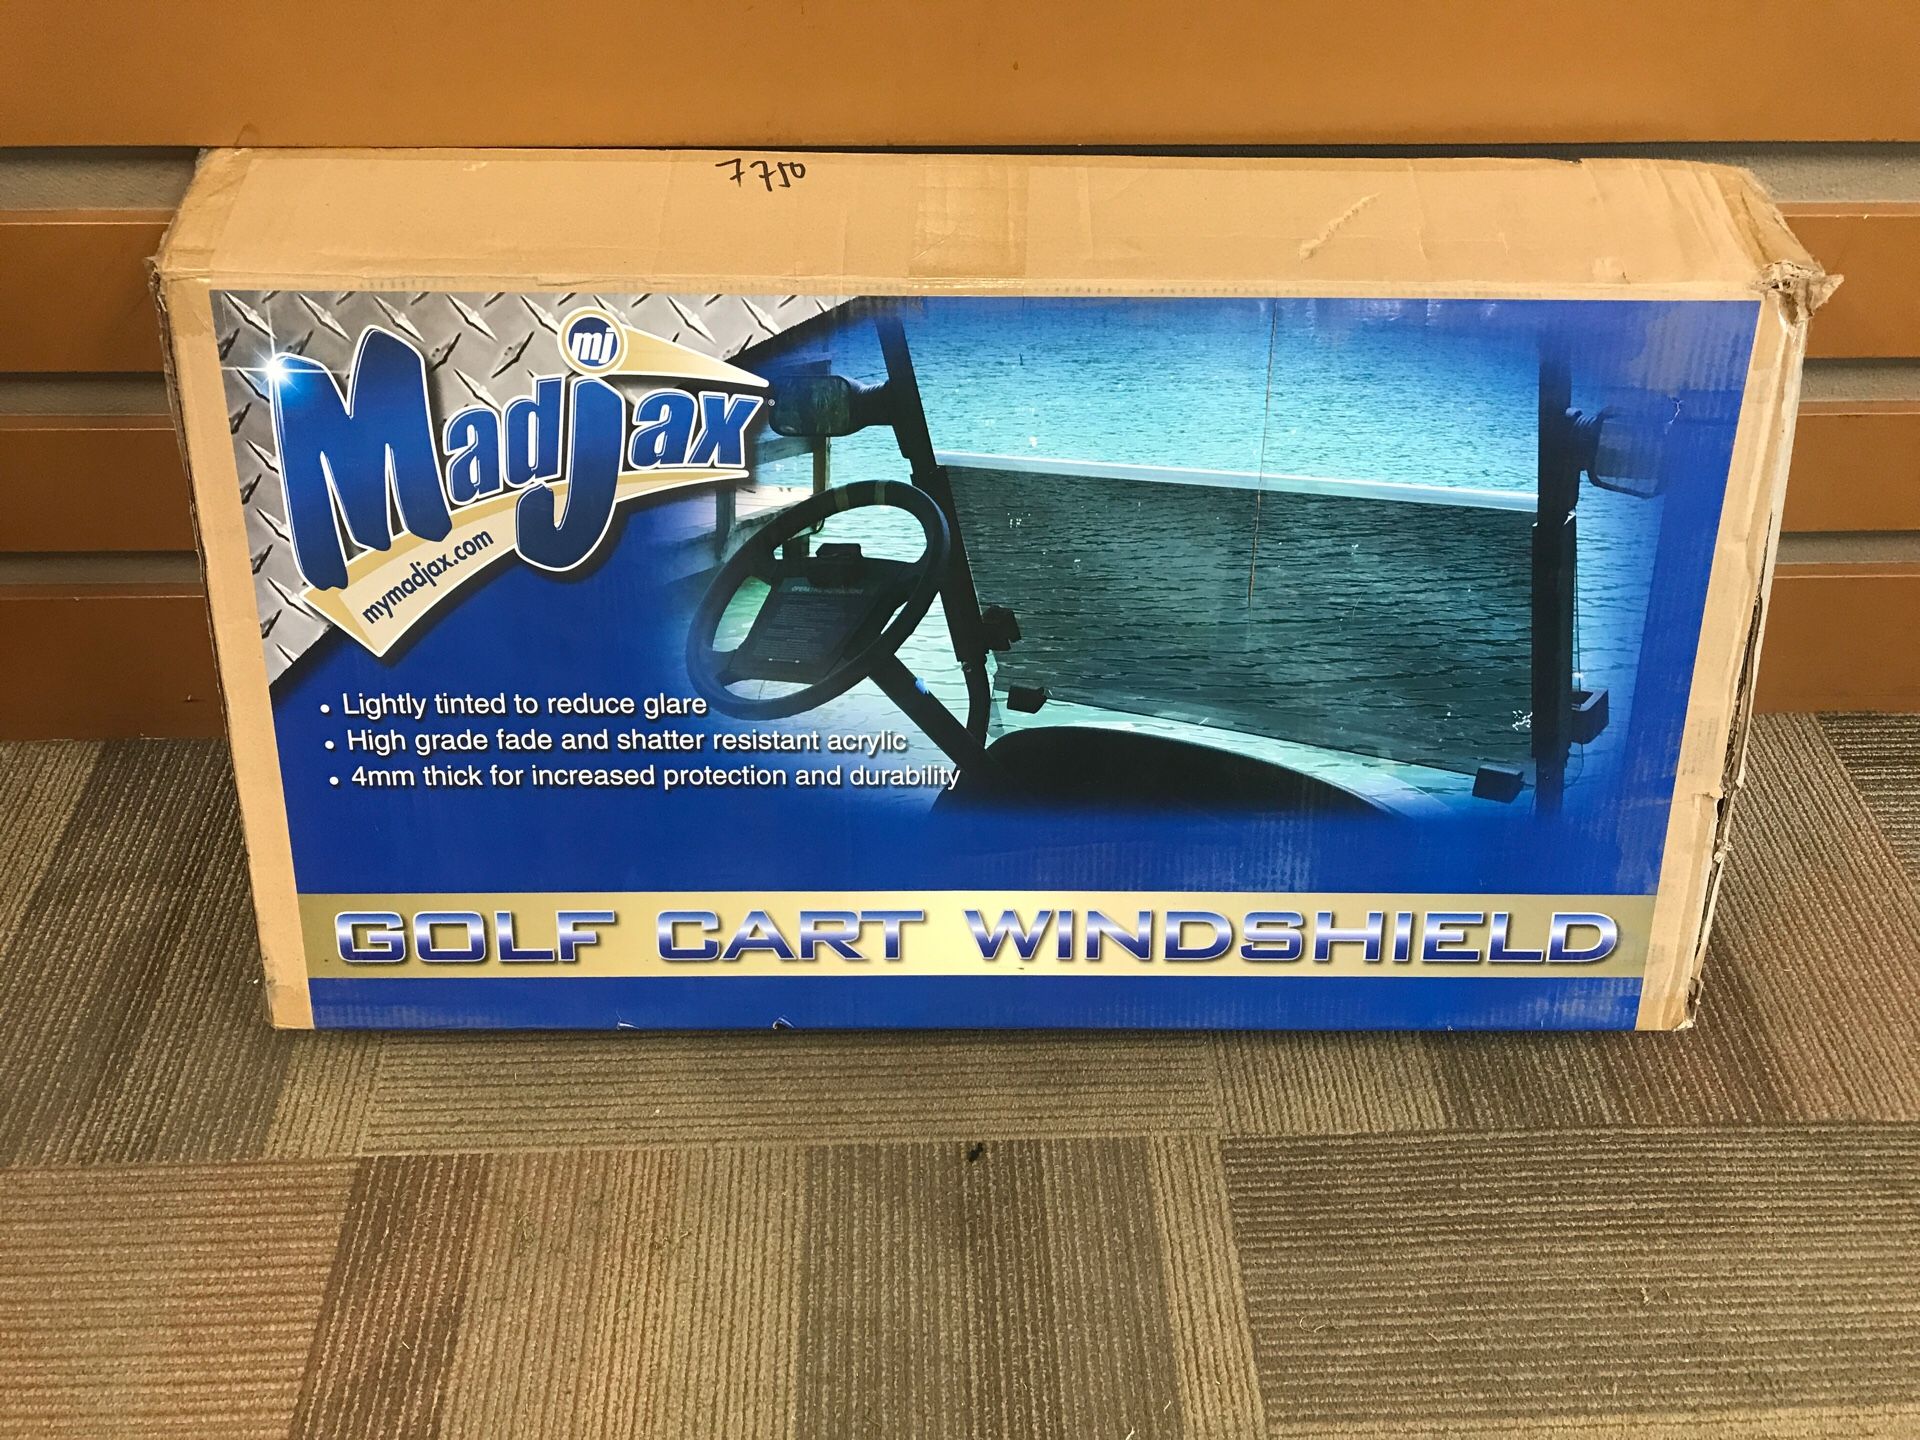 7750
mj
MadJax®
mymadjax.com
• Lightly tinted to reduce glare
• High grade fade and shatter resistant acrylic
• 4mm thick for increased protection and durability
GOLF CART WINDSHIELD